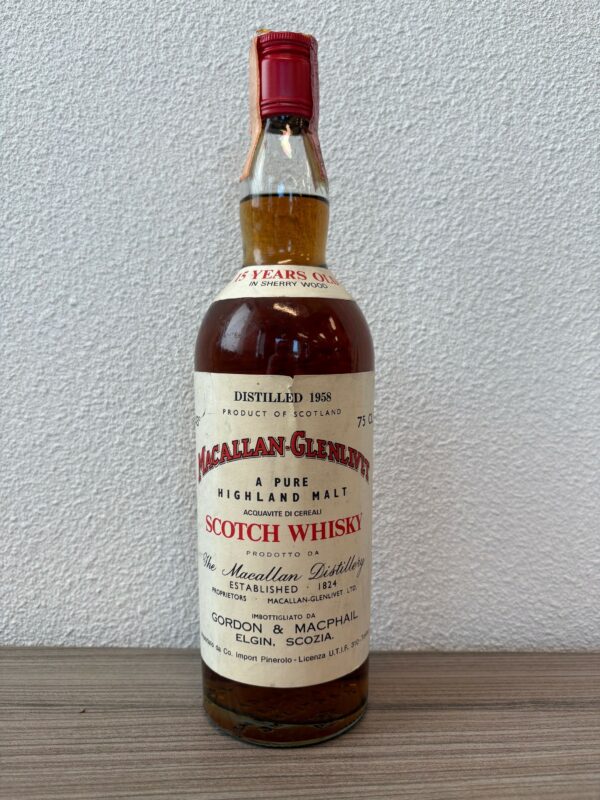 15 YEARS OLD
IN SHERRY WOOD
DISTILLED 1958
PRODUCT OF SCOTLAND
75 CL
MACALLAN-GLENLIVET
A PURE
HIGHLAND MALT
ACQUAVITE DI CEREALI
SCOTCH WHISKY
PRODOTTO DA
The Macallan Distillery
ESTABLISHED · 1824
PROPRIETORS · MACALLAN-GLENLIVET LTD.
IMBOTTIGLIATO DA
GORDON & MACPHAIL
ELGIN, SCOZIA.
da Co. Import Pinerolo - Licenza U.T.I.F.